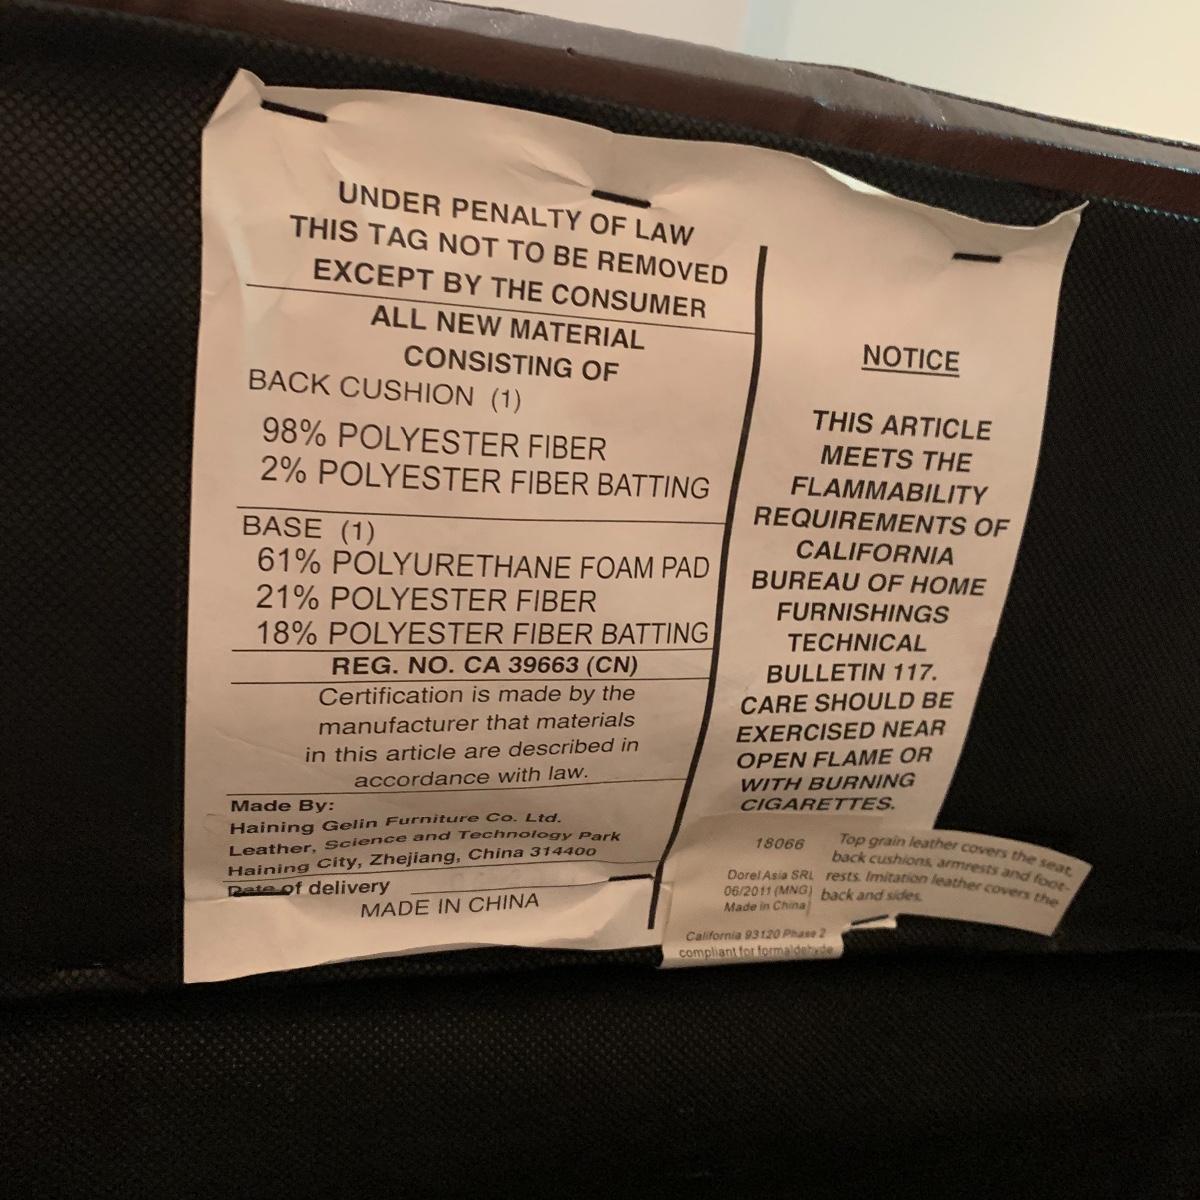 UNDER PENALTY OF LAW
THIS TAG NOT TO BE REMOVED
EXCEPT BY THE CONSUMER
ALL NEW MATERIAL
CONSISTING OF
BACK CUSHION (1)
98% POLYESTER FIBER
2% POLYESTER FIBER BATTING
BASE (1)
61% POLYURETHANE FOAM PAD
21% POLYESTER FIBER
18% POLYESTER FIBER BATTING
REG. NO. CA 39663 (CN)
Certification is made by the
manufacturer that materials
in this article are described in
accordance with law.
Made By:
Haining Gelin Furniture Co. Ltd.
Leather, Science and Technology Park
Haining City, Zhejiang, China 314400
Date of delivery
MADE IN CHINA
NOTICE
THIS ARTICLE
MEETS THE
FLAMMABILITY
REQUIREMENTS OF
CALIFORNIA
BUREAU OF HOME
FURNISHINGS
TECHNICAL
BULLETIN 117.
CARE SHOULD BE
EXERCISED NEAR
OPEN FLAME OR
WITH BURNING
CIGARETTES.
18066
Dorel Asia SRL
06/2011 (MNG)
Made in China
Top grain leather covers the seat,
back cushions, armrests and foot-
rests. Imitation leather covers the
back and sides.
California 93120 Phase 2
compliant for formaldehyde